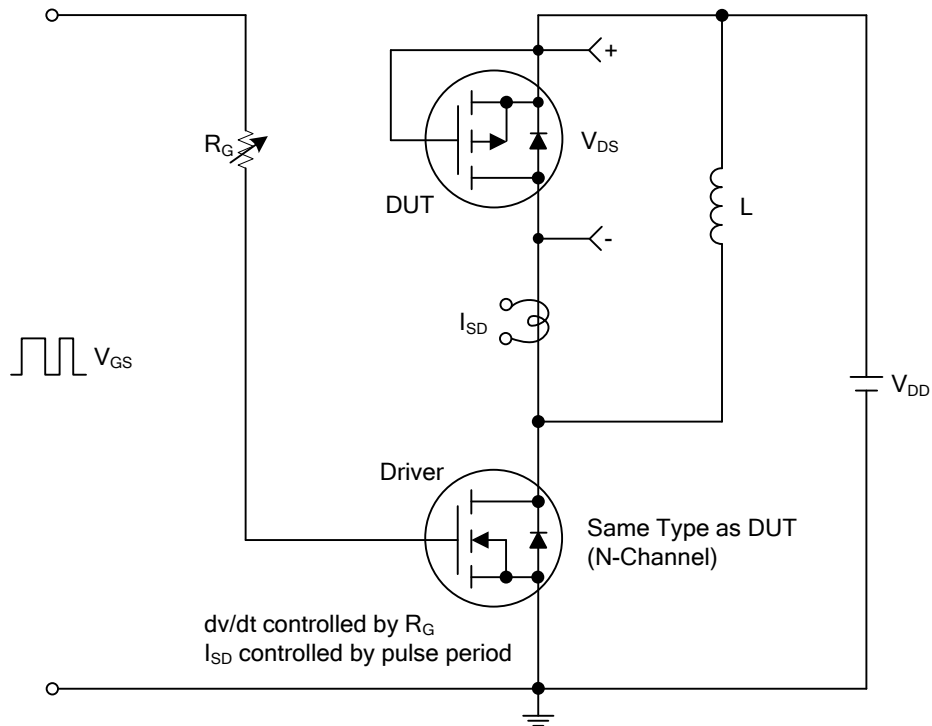 +
R_G
V_DS
DUT
L
-
I_SD
V_GS
V_DD
Driver
Same Type as DUT
(N-Channel)
dv/dt controlled by R_G
I_SD controlled by pulse period